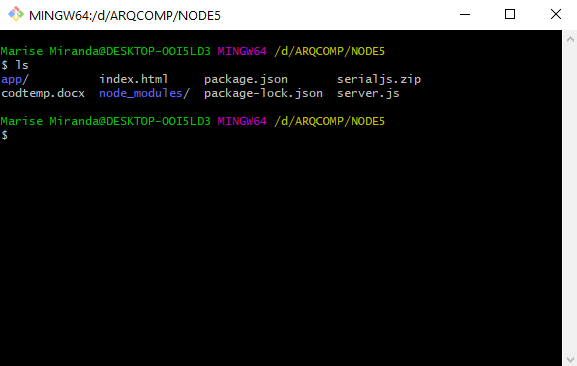 MINGW64:/d/ARQCOMP/NODE5
Marise Miranda@DESKTOP-OOI5LD3 MINGW64 /d/ARQCOMP/NODE5
$ ls
app/ index.html package.json serialjs.zip
codtemp.docx node_modules/ package-lock.json server.js
Marise Miranda@DESKTOP-OOI5LD3 MINGW64 /d/ARQCOMP/NODE5
$